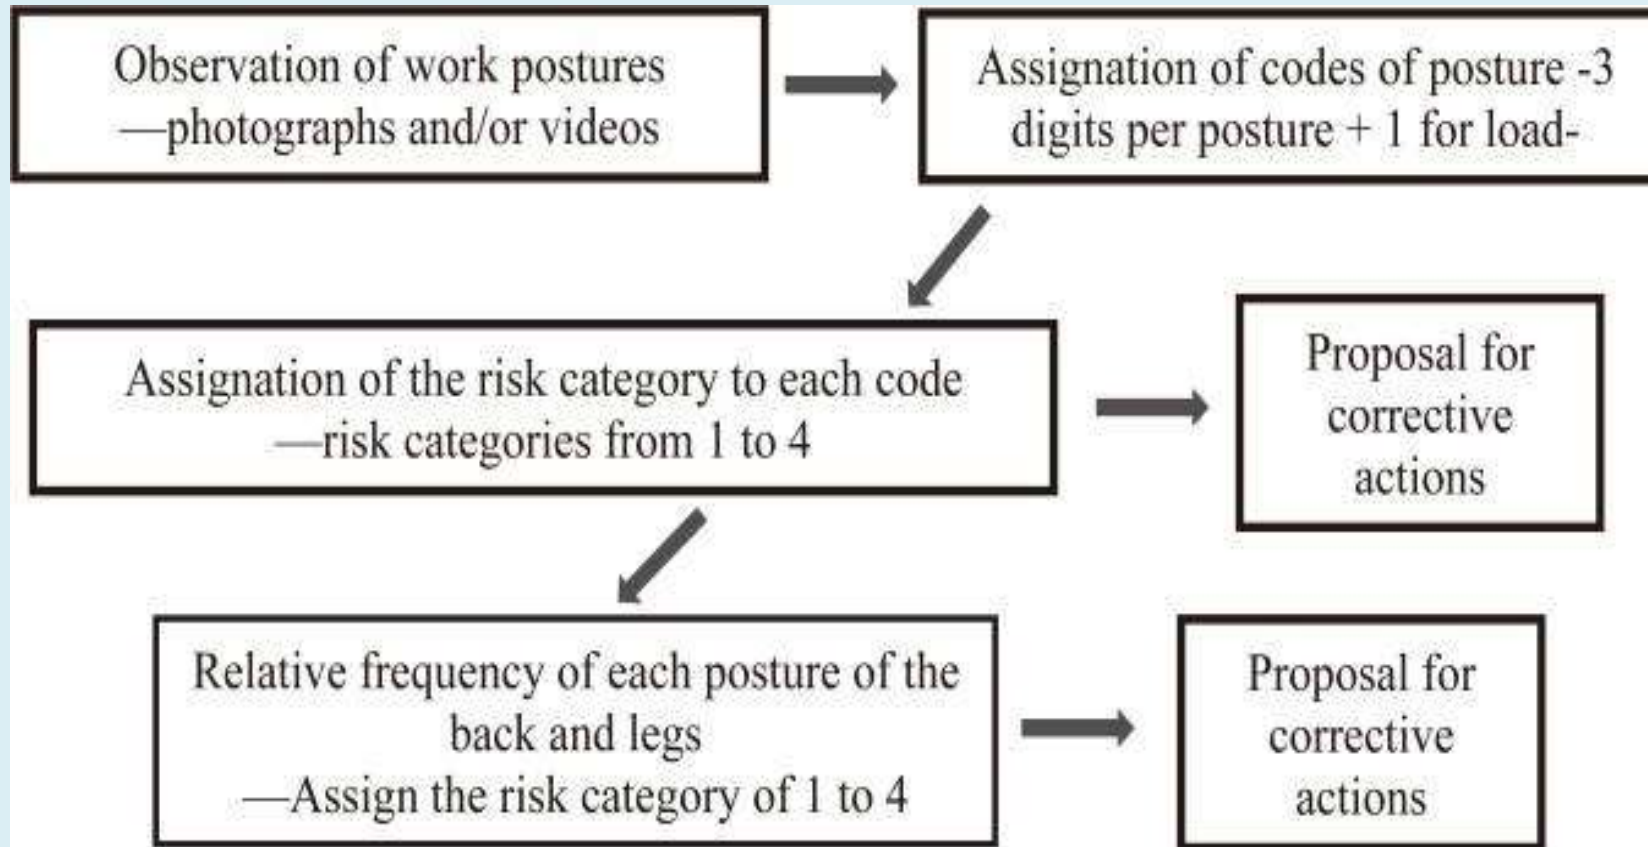 Observation of work postures
—photographs and/or videos
Assignation of codes of posture -3
digits per posture + 1 for load-
Assignation of the risk category to each code
—risk categories from 1 to 4
Proposal for
corrective
actions
Relative frequency of each posture of the
back and legs
—Assign the risk category of 1 to 4
Proposal for
corrective
actions